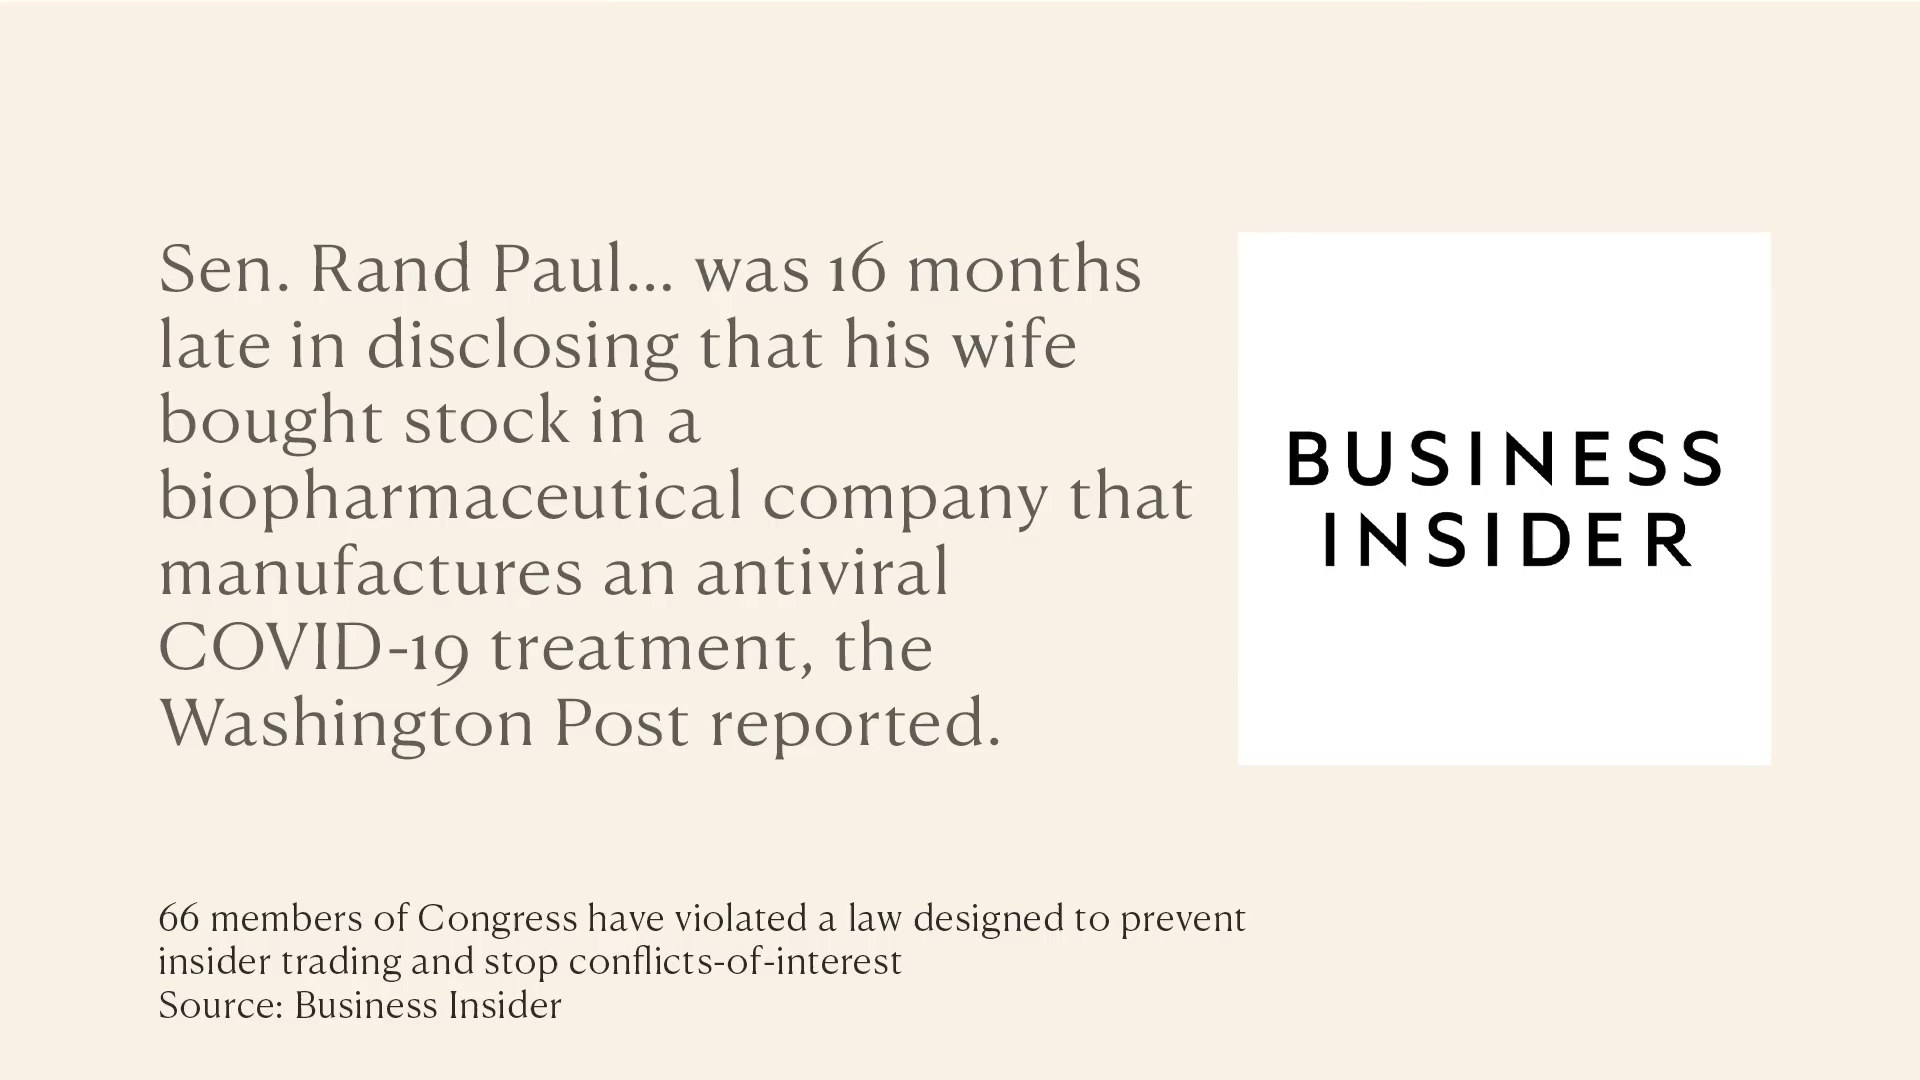 Sen. Rand Paul... was 16 months
late in disclosing that his wife
bought stock in a
biopharmaceutical company that
manufactures an antiviral
COVID-19 treatment, the
Washington Post reported.
BUSINESS
INSIDER
66 members of Congress have violated a law designed to prevent
insider trading and stop conflicts-of-interest
Source: Business Insider